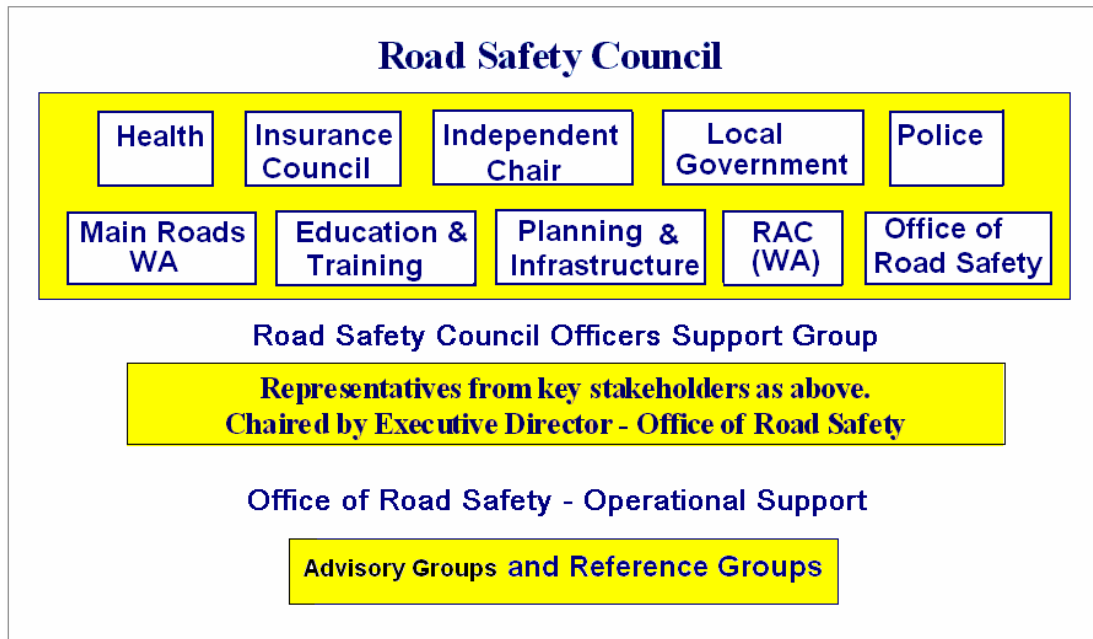 Road Safety Council
Health
Insurance
Council
Independent
Chair
Local
Government
Police
Main Roads
WA
Education &
Training
Planning &
Infrastructure
RAC
(WA)
Office of
Road Safety
Road Safety Council Officers Support Group
Representatives from key stakeholders as above.
Chaired by Executive Director - Office of Road Safety
Office of Road Safety - Operational Support
Advisory Groups and Reference Groups